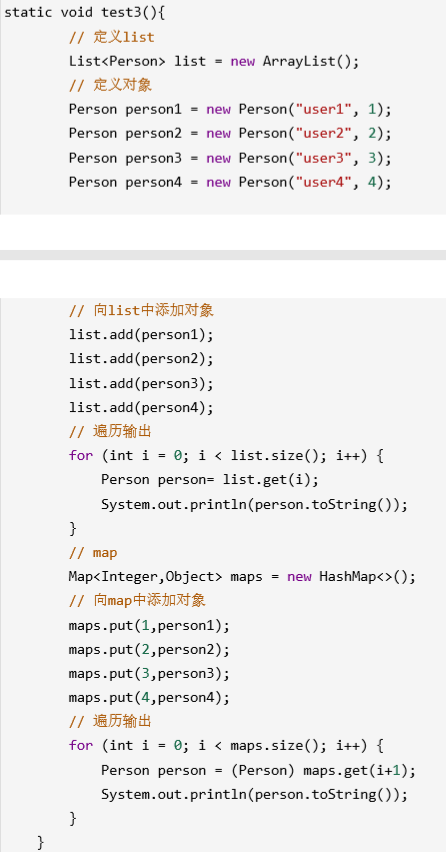 static void test3(){
// 定义list
List<Person> list = new ArrayList();
// 定义对象
Person person1 = new Person("user1", 1);
Person person2 = new Person("user2", 2);
Person person3 = new Person("user3", 3);
Person person4 = new Person("user4", 4);
// 向list中添加对象
list.add(person1);
list.add(person2);
list.add(person3);
list.add(person4);
// 遍历输出
for (int i = 0; i < list.size(); i++) {
Person person= list.get(i);
System.out.println(person.toString());
}
// map
Map<Integer,Object> maps = new HashMap<>();
// 向map中添加对象
maps.put(1,person1);
maps.put(2,person2);
maps.put(3,person3);
maps.put(4,person4);
// 遍历输出
for (int i = 0; i < maps.size(); i++) {
Person person = (Person) maps.get(i+1);
System.out.println(person.toString());
}
}